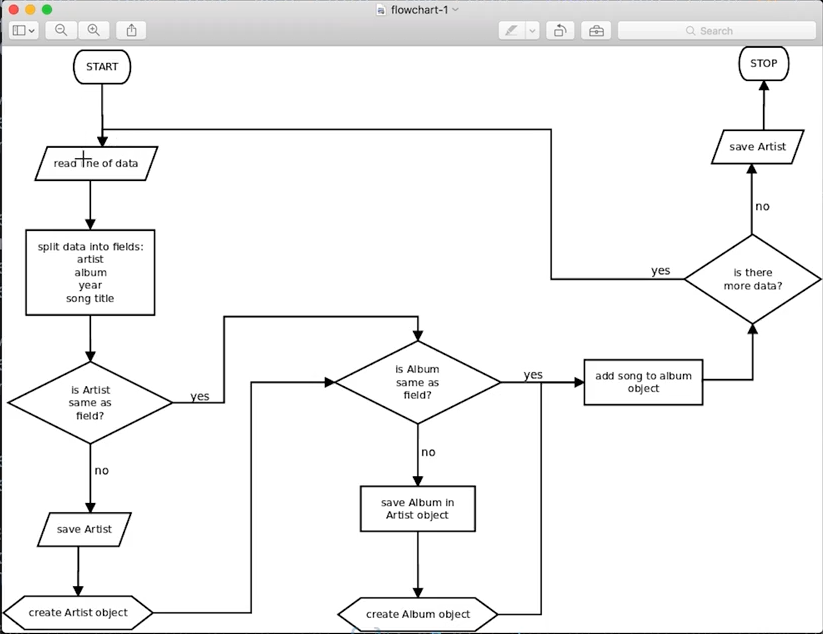 flowchart-1
Search
START
STOP
read line of data
save Artist
no
split data into fields:
artist
album
year
song title
yes
is there
more data?
is Artist
same as
field?
yes
is Album
same as
field?
yes
add song to album
object
no
no
save Artist
save Album in
Artist object
create Artist object
create Album object